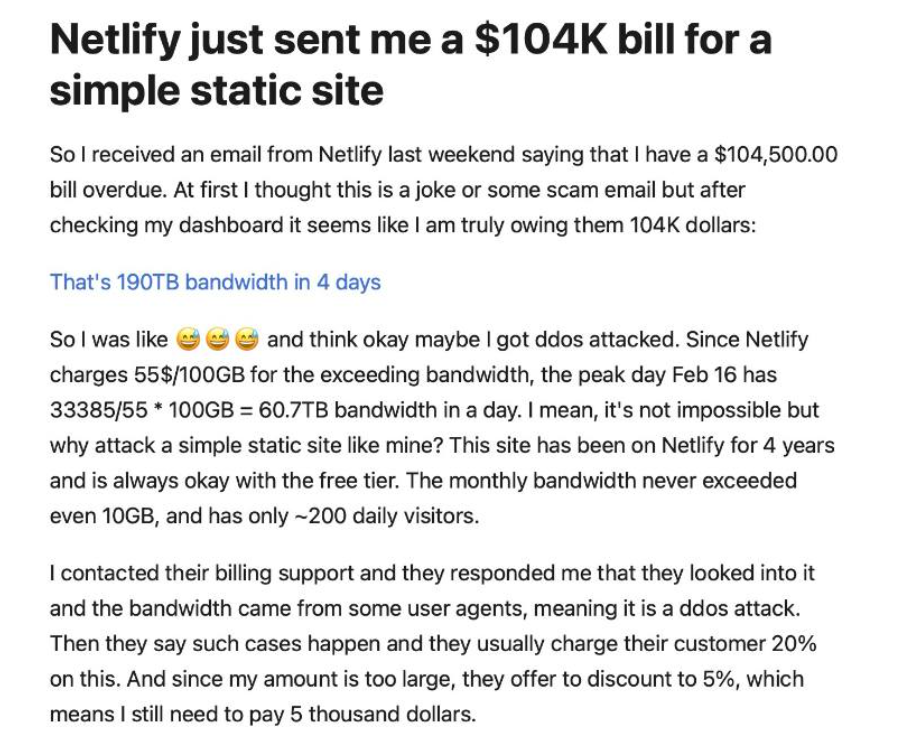 Netlify just sent me a $104K bill for a
simple static site
So I received an email from Netlify last weekend saying that I have a $104,500.00
bill overdue. At first I thought this is a joke or some scam email but after
checking my dashboard it seems like I am truly owing them 104K dollars:
That's 190TB bandwidth in 4 days
So I was like 😅😅😅 and think okay maybe I got ddos attacked. Since Netlify
charges 55$/100GB for the exceeding bandwidth, the peak day Feb 16 has
33385/55 * 100GB = 60.7TB bandwidth in a day. I mean, it's not impossible but
why attack a simple static site like mine? This site has been on Netlify for 4 years
and is always okay with the free tier. The monthly bandwidth never exceeded
even 10GB, and has only ~200 daily visitors.
I contacted their billing support and they responded me that they looked into it
and the bandwidth came from some user agents, meaning it is a ddos attack.
Then they say such cases happen and they usually charge their customer 20%
on this. And since my amount is too large, they offer to discount to 5%, which
means I still need to pay 5 thousand dollars.